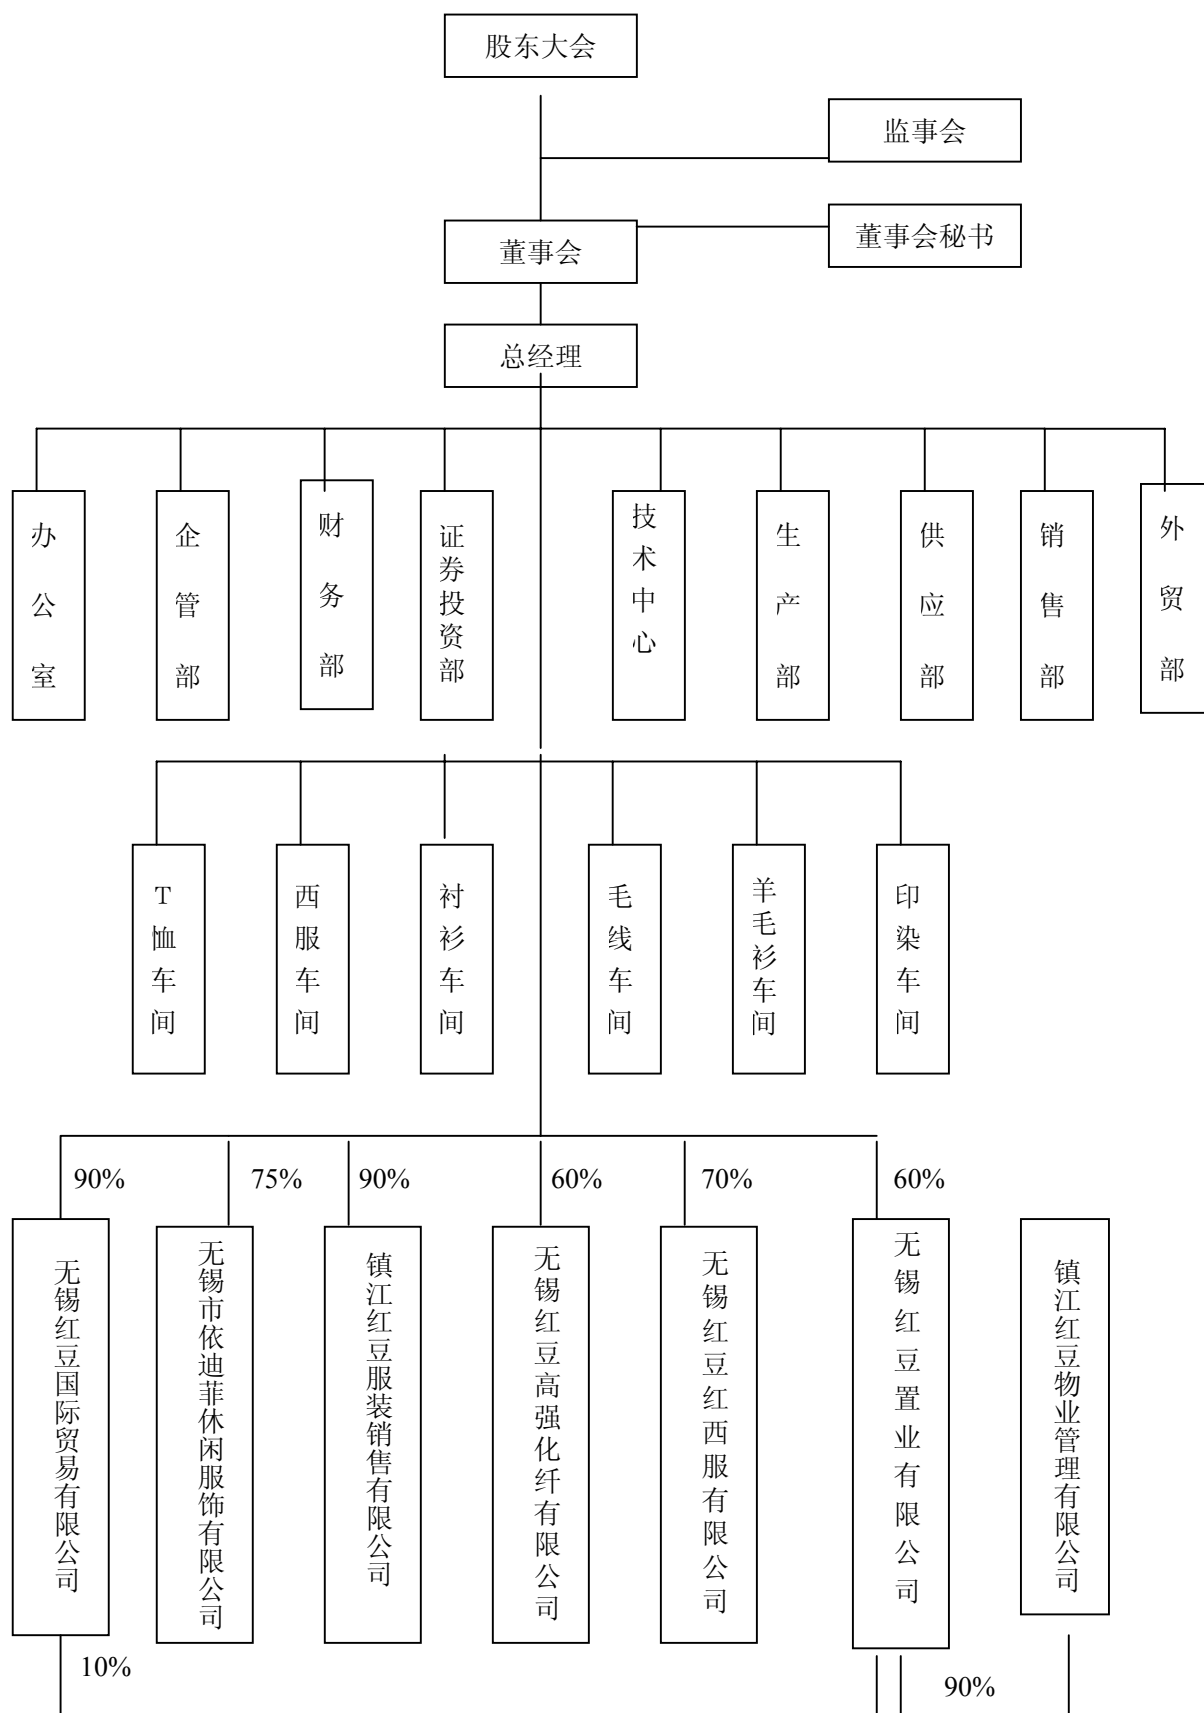 股东大会
监事会
董事会
董事会秘书
总经理
办公室
企管部
财务部
证券投资部
技术中心
生产部
供应部
销售部
外贸部
T恤车间
西服车间
衬衫车间
毛线车间
羊毛衫车间
印染车间
90%
75%
90%
60%
70%
60%
无锡红豆国际贸易有限公司
无锡市依迪菲休闲服饰有限公司
镇江红豆服装销售有限公司
无锡红豆高强化纤有限公司
无锡红豆红西服有限公司
无锡红豆置业有限公司
镇江红豆物业管理有限公司
10%
90%